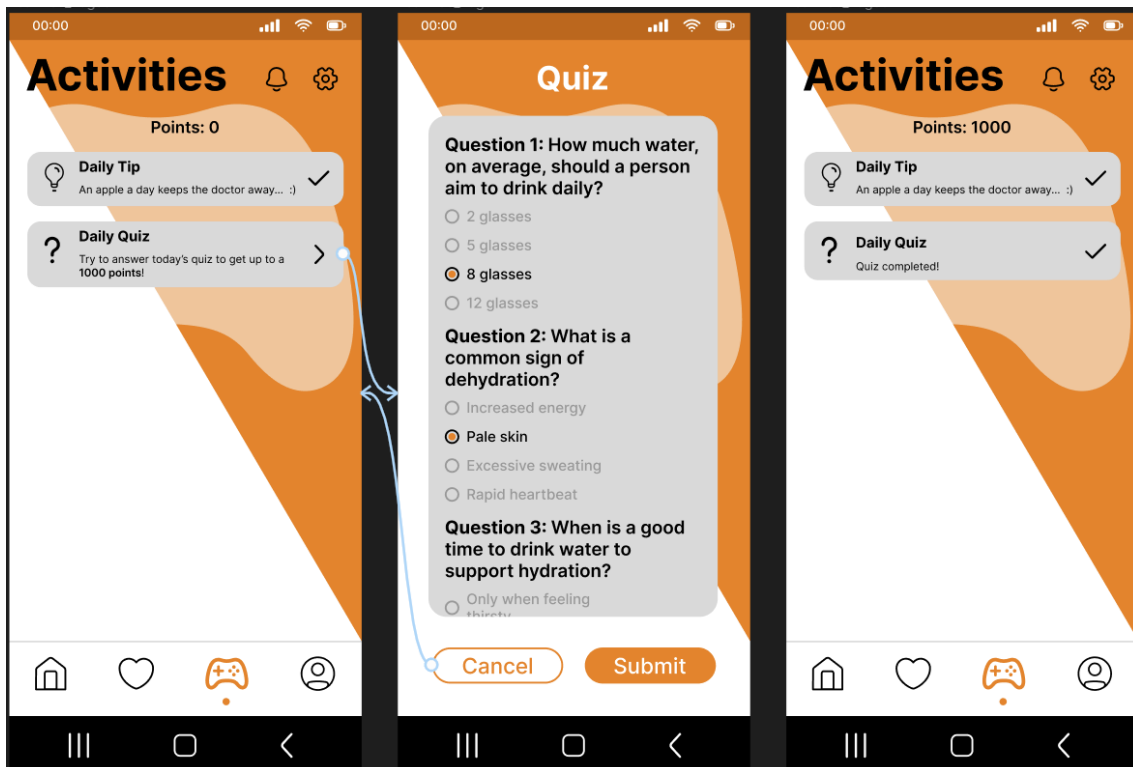 00:00
Activities
Points: 0
Daily Tip
An apple a day keeps the doctor away... :)
Daily Quiz
Try to answer today's quiz to get up to a
1000 points!
00:00
Quiz
Question 1: How much water,
on average, should a person
aim to drink daily?
2 glasses
5 glasses
8 glasses
12 glasses
Question 2: What is a
common sign of
dehydration?
Increased energy
Pale skin
Excessive sweating
Rapid heartbeat
Question 3: When is a good
time to drink water to
support hydration?
Only when feeling
thirsty
Cancel
Submit
00:00
Activities
Points: 1000
Daily Tip
An apple a day keeps the doctor away... :)
Daily Quiz
Quiz completed!